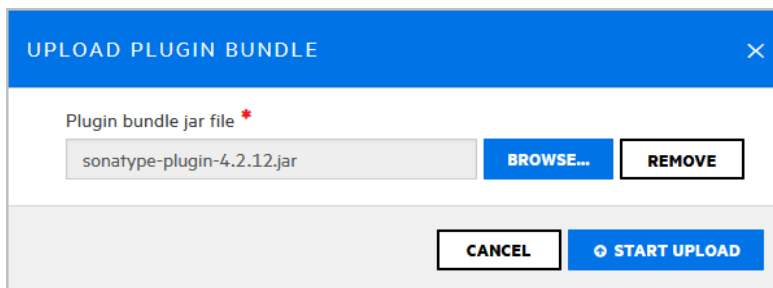 UPLOAD PLUGIN BUNDLE
Plugin bundle jar file *
sonatype-plugin-4.2.12.jar BROWSE... REMOVE
CANCEL START UPLOAD